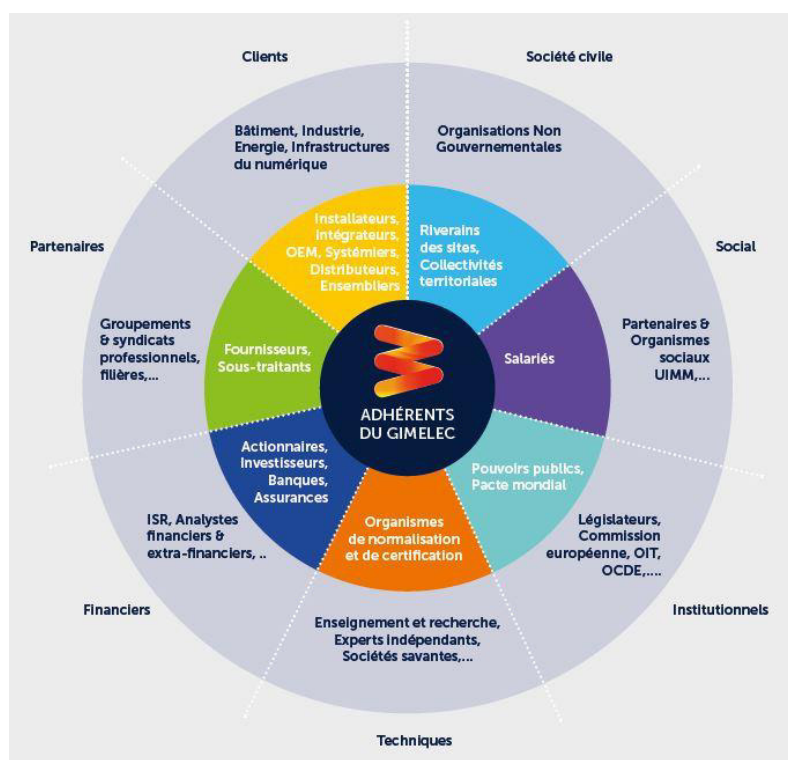 Clients
Société civile
Bâtiment, Industrie,
Energie, Infrastructures
du numérique
Organisations Non
Gouvernementales
Installateurs,
Intégrateurs,
OEM, Systémiers,
Distributeurs,
Ensembliers
Riverains
des sites,
Collectivités
territoriales
Partenaires
Social
Groupements
& syndicats
professionnels,
filières,...
Fournisseurs,
Sous-traitants
Salariés
Partenaires &
Organismes
sociaux
UIMM,...
ADHÉRENTS
DU GIMELEC
Actionnaires,
Investisseurs,
Banques,
Assurances
Pouvoirs publics,
Pacte mondial
ISR, Analystes
financiers &
extra-financiers, ..
Organismes
de normalisation
et de certification
Législateurs,
Commission
européenne, OIT,
OCDE,....
Financiers
Institutionnels
Enseignement et recherche,
Experts indépendants,
Sociétés savantes,...
Techniques